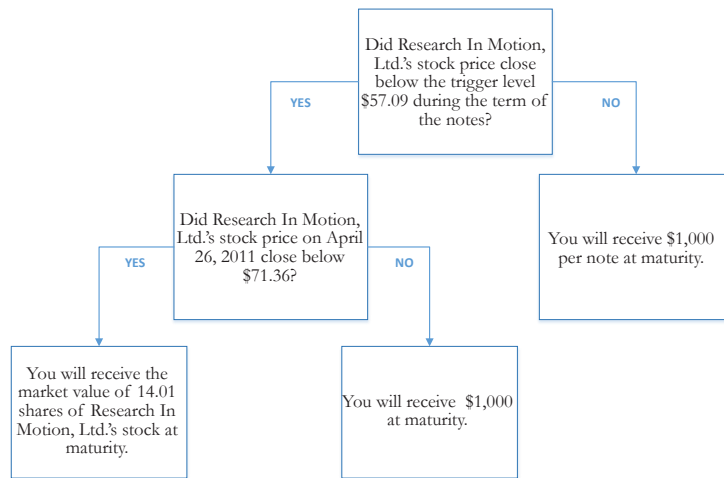 Did Research In Motion,
Ltd.'s stock price close
below the trigger level
$57.09 during the term of
the notes?
YES
NO
Did Research In Motion,
Ltd.'s stock price on April
26, 2011 close below
$71.36?
You will receive $1,000
per note at maturity.
YES
NO
You will receive the
market value of 14.01
shares of Research In
Motion, Ltd.'s stock at
maturity.
You will receive $1,000
at maturity.